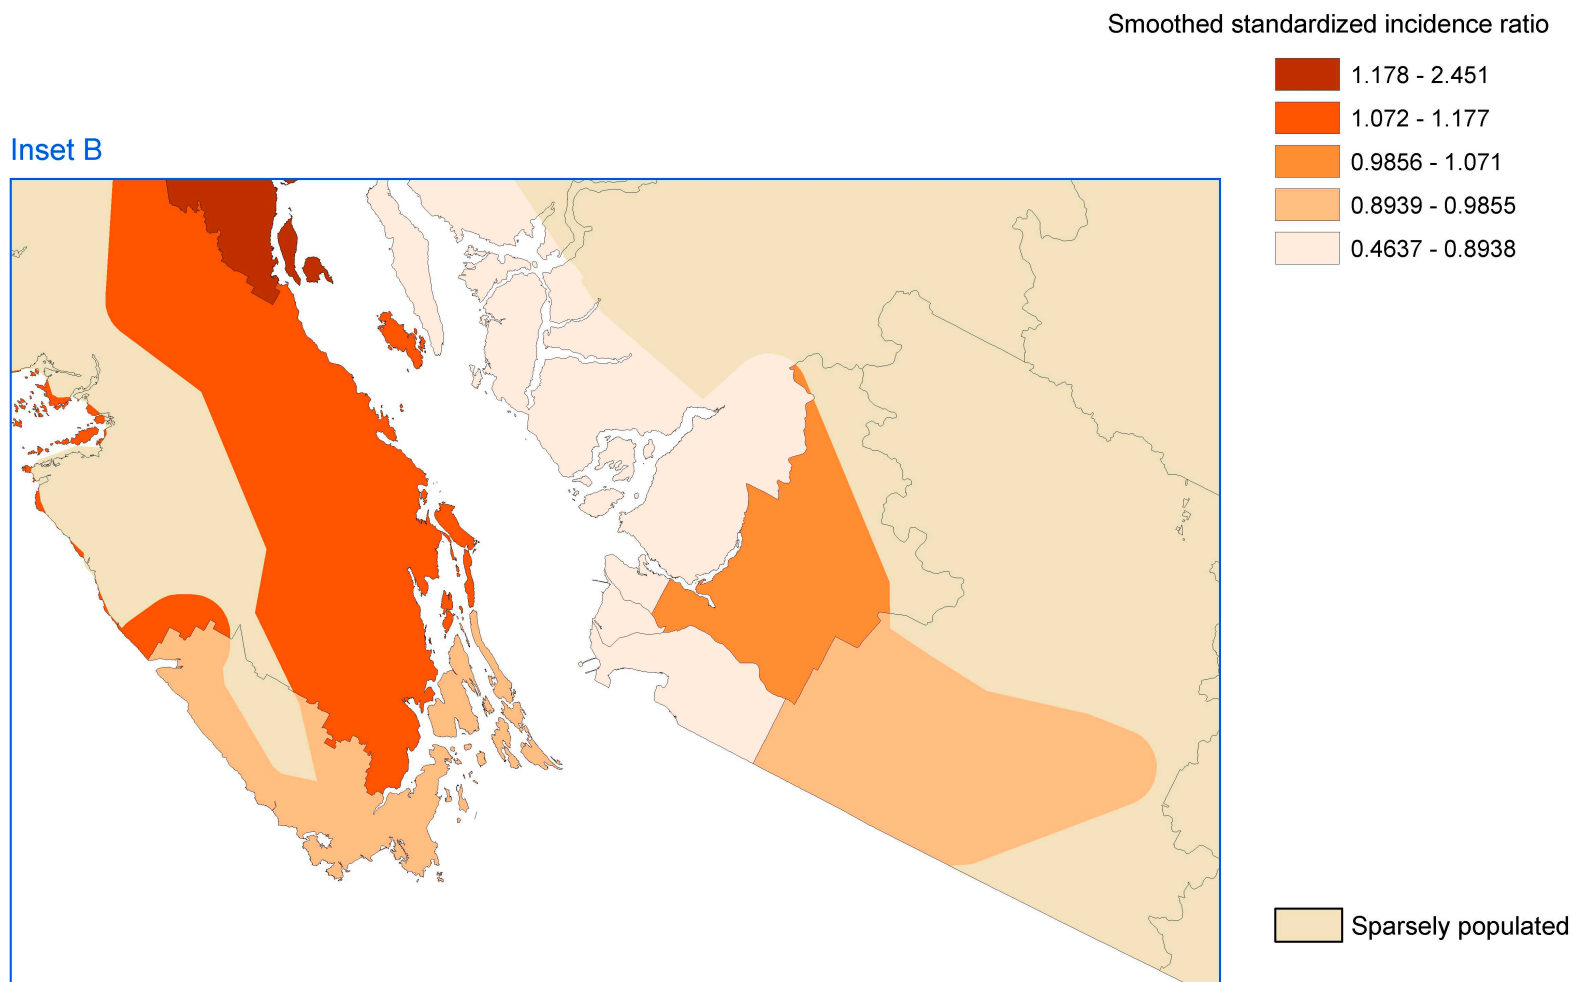 Smoothed standardized incidence ratio
1.178 - 2.451
1.072 - 1.177
0.9856 - 1.071
0.8939 - 0.9855
0.4637 - 0.8938
Inset B
Sparsely populated